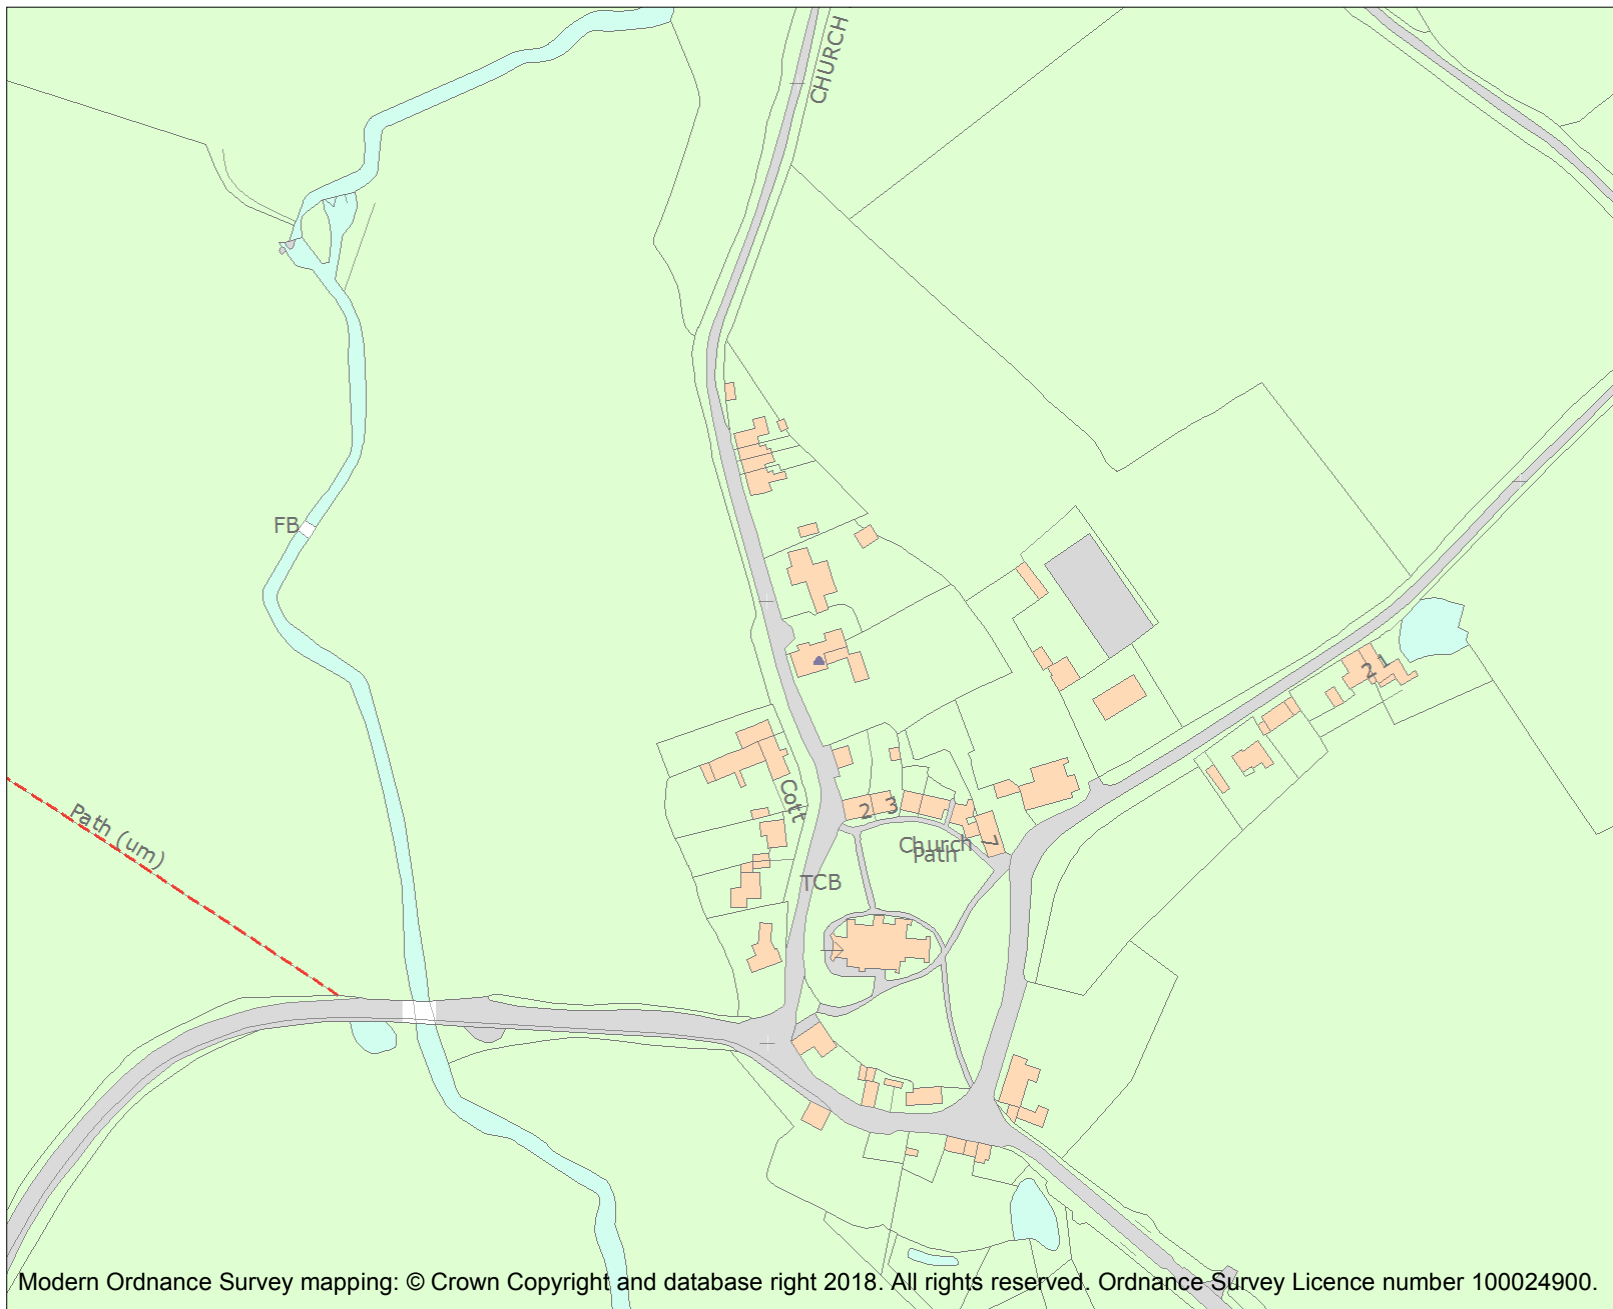 CHURCH
FB
2 1
Path (um)
Cott
2 3
7
Church
Path
TCB
Modern Ordnance Survey mapping: © Crown Copyright and database right 2018. All rights reserved. Ordnance Survey Licence number 100024900.